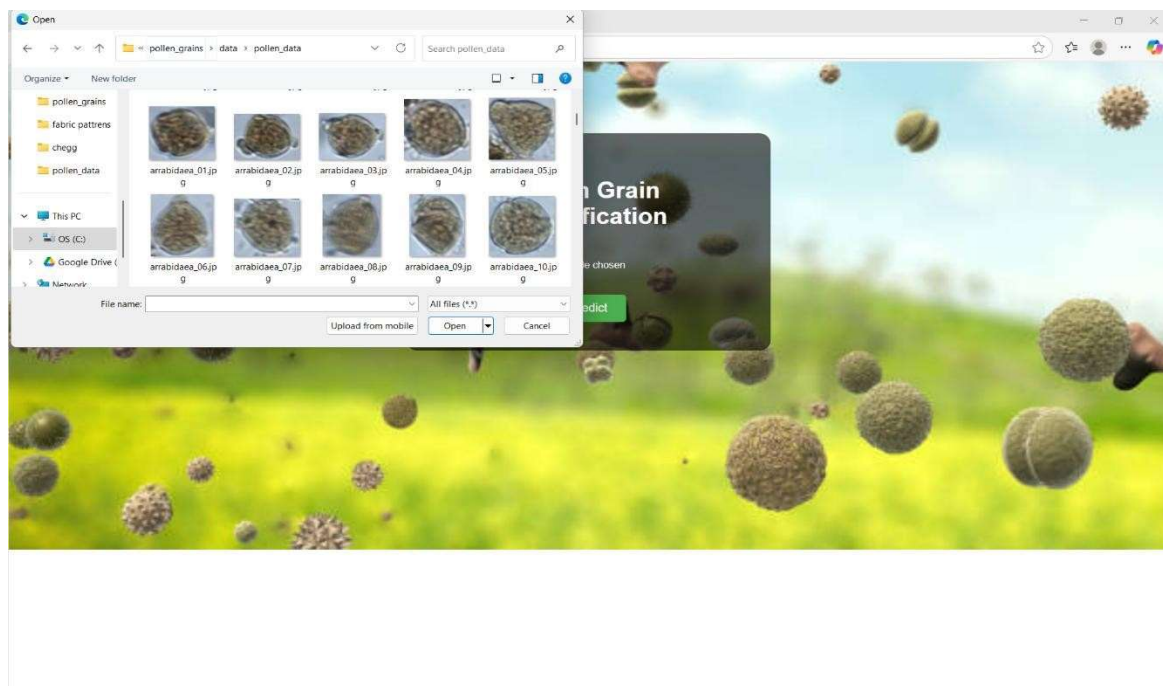 Open
« pollen_grains > data > pollen_data
Search pollen_data
Organize
New folder
pollen_grains
fabric pattrens
chegg
pollen_data
This PC
OS (C:)
Google Drive (
Network
arrabidaea_01.jp
g
arrabidaea_02.jp
g
arrabidaea_03.jp
g
arrabidaea_04.jp
g
arrabidaea_05.jp
g
arrabidaea_06.jp
g
arrabidaea_07.jp
g
arrabidaea_08.jp
g
arrabidaea_09.jp
g
arrabidaea_10.jp
g
File name:
All files (*.*)
Upload from mobile
Open
Cancel
n Grain
fication
e chosen
edict